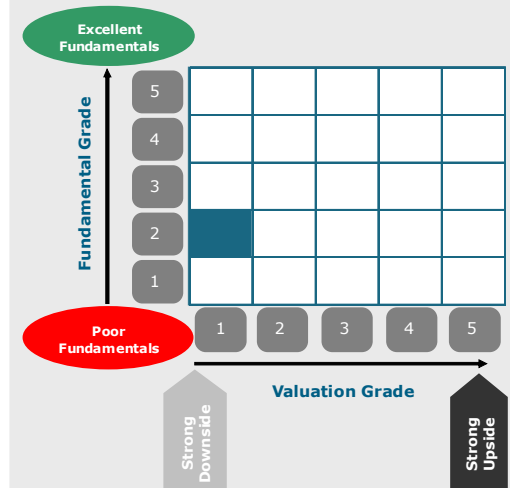 Excellent
Fundamentals
Fundamental Grade
5
4
3
2
1
Poor
Fundamentals
1 2 3 4 5
Valuation Grade
Strong
Downside
Strong
Upside